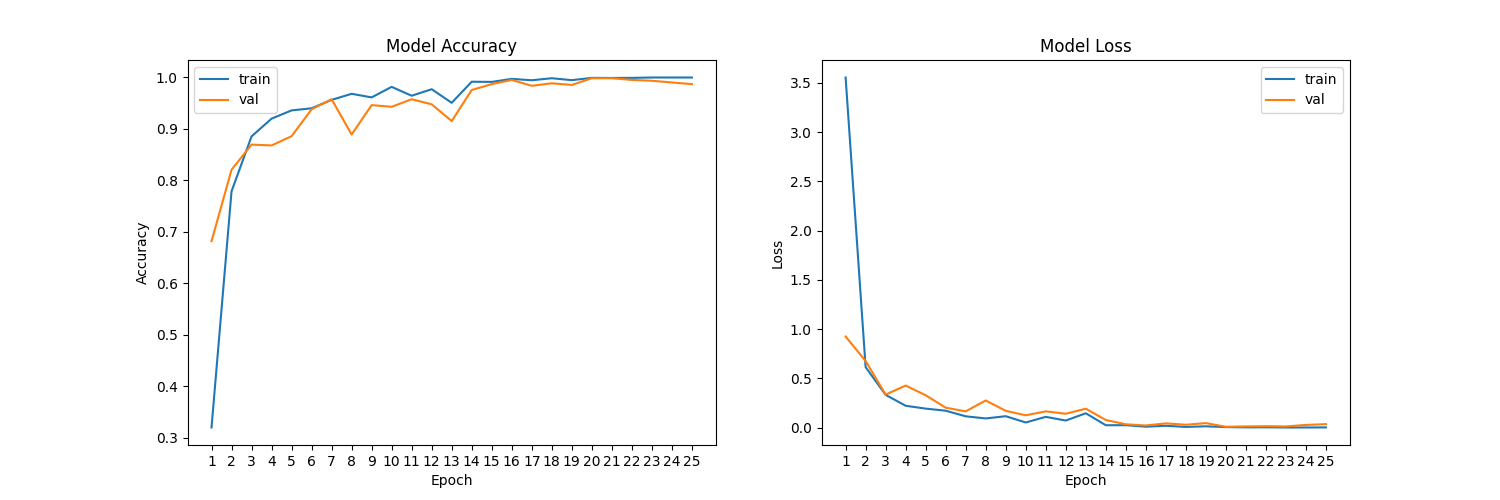 Model Accuracy
train
val
1.0
0.9
0.8
0.7
0.6
0.5
0.4
0.3
Accuracy
1 2 3 4 5 6 7 8 9 10 11 12 13 14 15 16 17 18 19 20 21 22 23 24 25
Epoch
Model Loss
train
val
3.5
3.0
2.5
2.0
1.5
1.0
0.5
0.0
Loss
1 2 3 4 5 6 7 8 9 10 11 12 13 14 15 16 17 18 19 20 21 22 23 24 25
Epoch